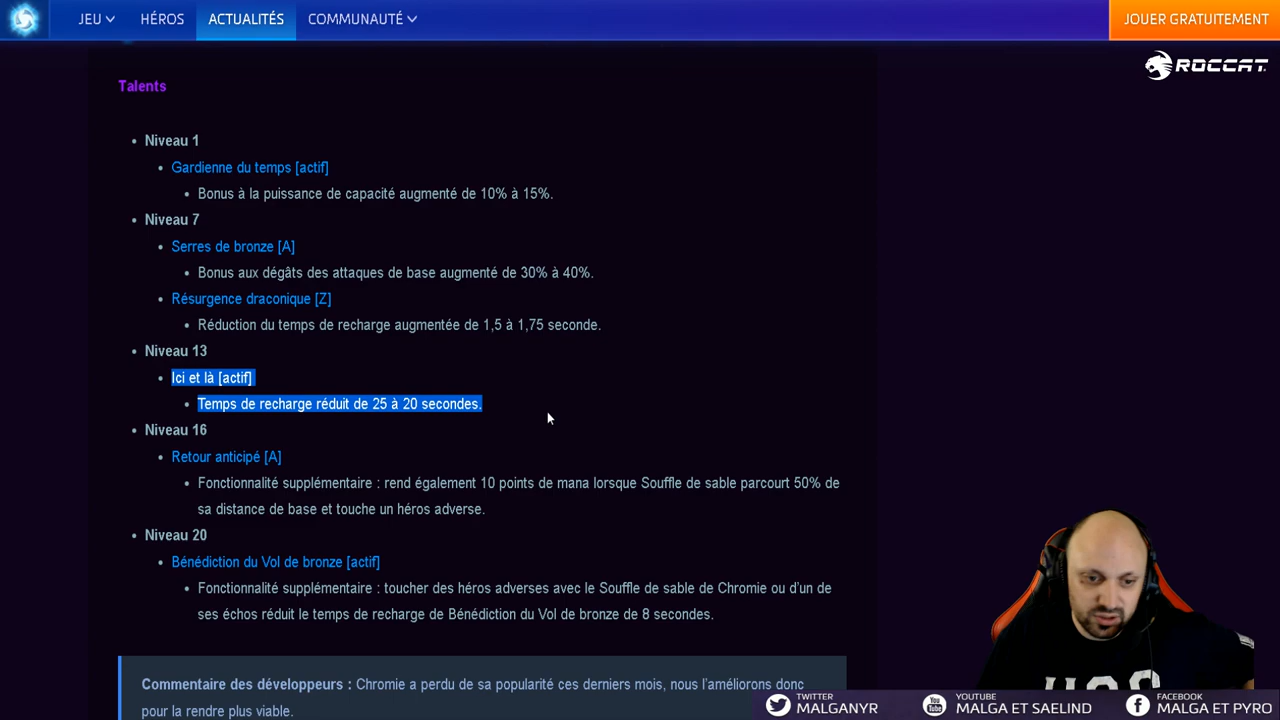 JEU HÉROS ACTUALITÉS COMMUNAUTÉ JOUER GRATUITEMENT
ROCCAT
Talents
Niveau 1
Gardienne du temps [actif]
Bonus à la puissance de capacité augmenté de 10% à 15%.
Niveau 7
Serres de bronze [A]
Bonus aux dégâts des attaques de base augmenté de 30% à 40%.
Résurgence draconique [Z]
Réduction du temps de recharge augmentée de 1,5 à 1,75 seconde.
Niveau 13
Ici et là [actif]
Temps de recharge réduit de 25 à 20 secondes.
Niveau 16
Retour anticipé [A]
Fonctionnalité supplémentaire : rend également 10 points de mana lorsque Souffle de sable parcourt 50% de
sa distance de base et touche un héros adverse.
Niveau 20
Bénédiction du Vol de bronze [actif]
Fonctionnalité supplémentaire : toucher des héros adverses avec le Souffle de sable de Chromie ou d'un de
ses échos réduit le temps de recharge de Bénédiction du Vol de bronze de 8 secondes.
Commentaire des développeurs : Chromie a perdu de sa popularité ces derniers mois, nous l'améliorons donc
pour la rendre plus viable.
TWITTER
MALGANYR
YOUTUBE
MALGA ET SAELIND
FACEBOOK
MALGA ET PYRO